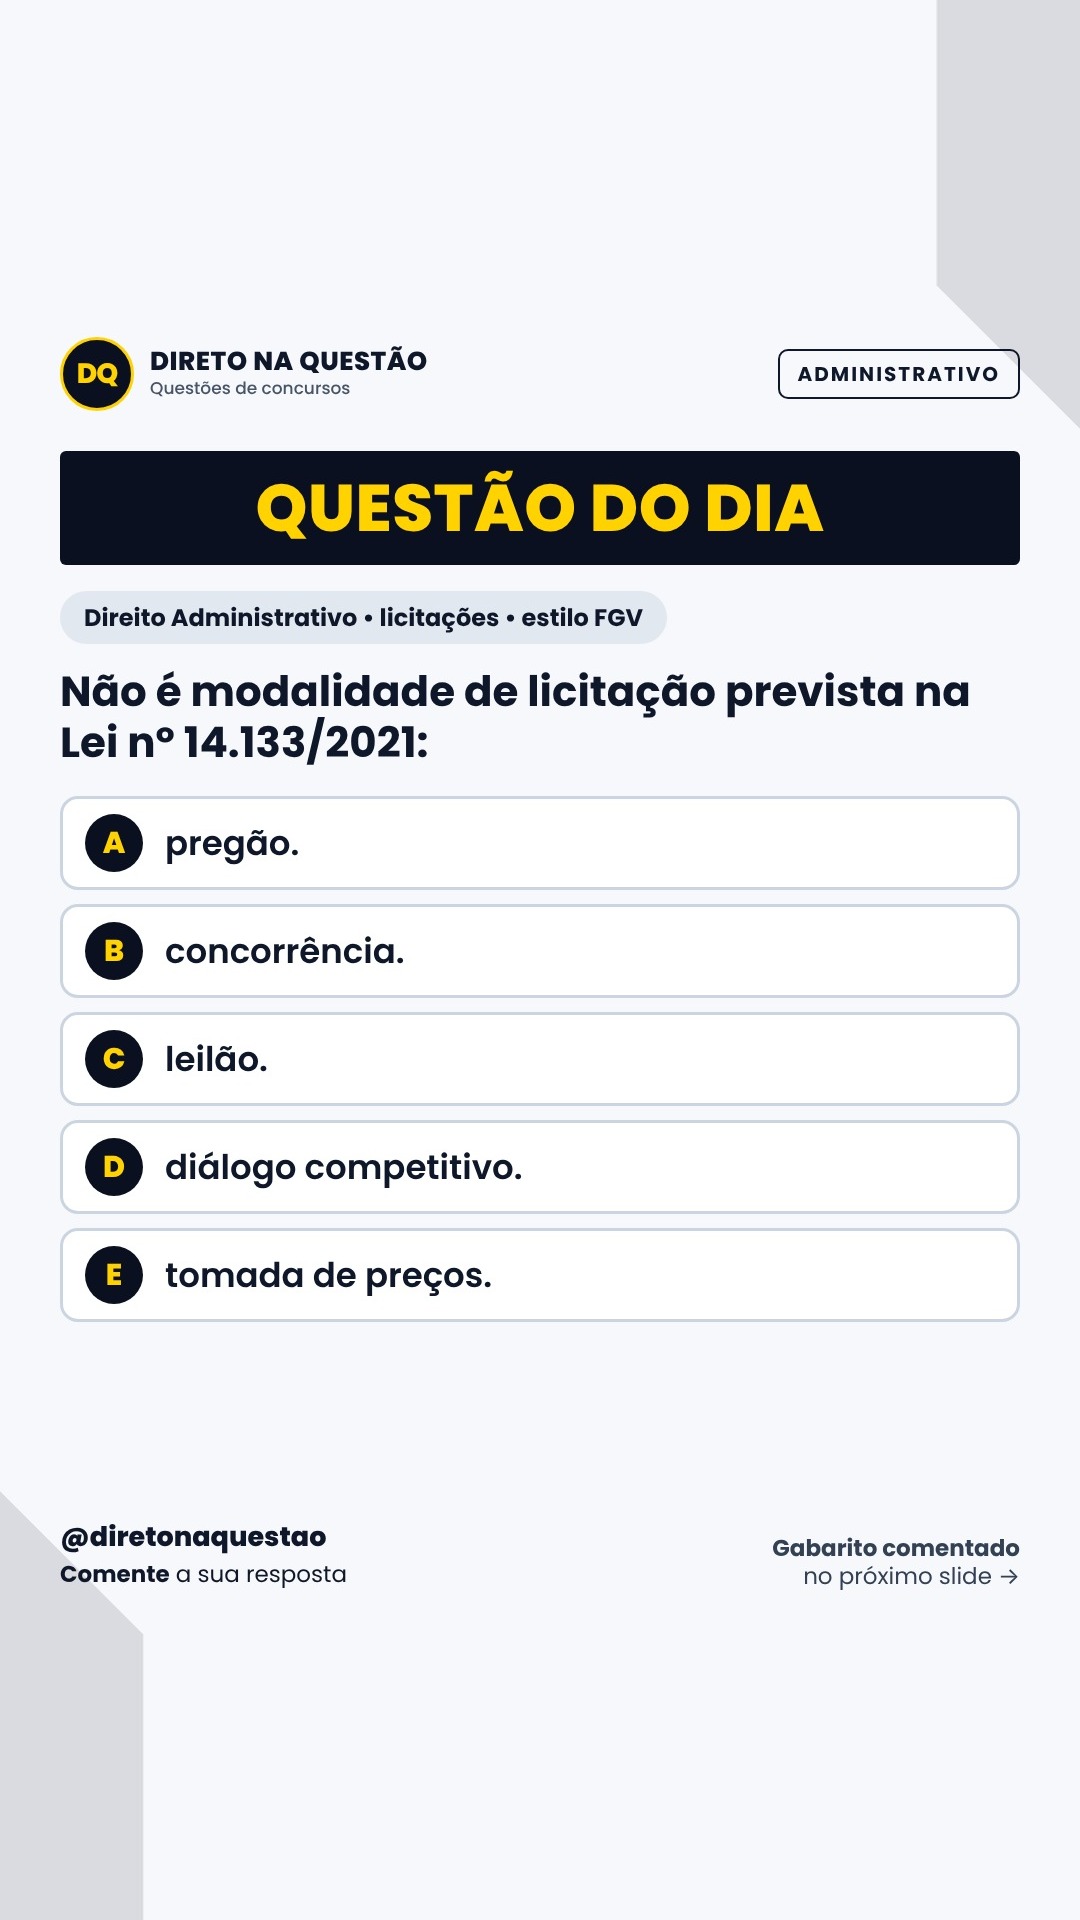 DQ
DIRETO NA QUESTÃO
Questões de concursos
ADMINISTRATIVO
QUESTÃO DO DIA
Direito Administrativo • licitações • estilo FGV
Não é modalidade de licitação prevista na
Lei nº 14.133/2021:
A pregão.
B concorrência.
C leilão.
D diálogo competitivo.
E tomada de preços.
@diretonaquestao
Comente a sua resposta
Gabarito comentado
no próximo slide →